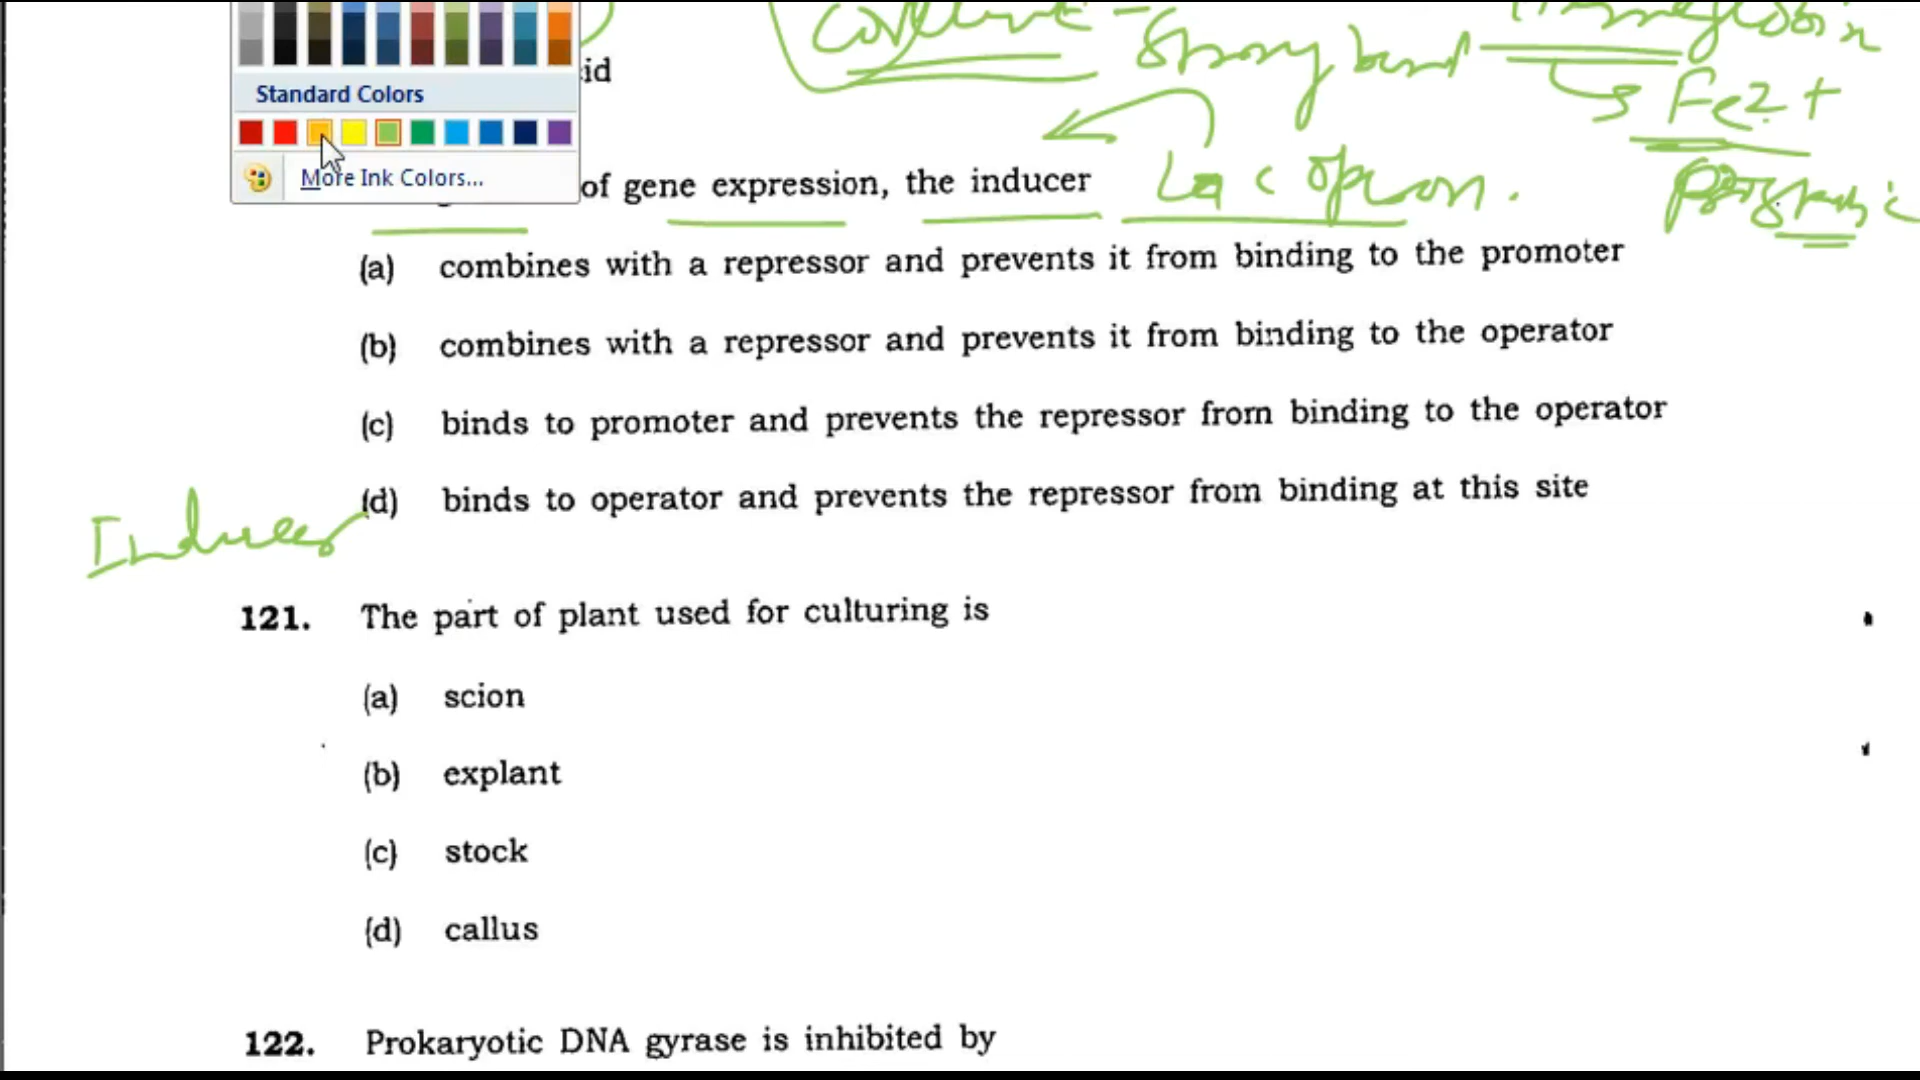 Strong bond
id
Standard Colors
Fe2+
More Ink Colors...
of gene expression, the inducer
Lac operon.
(a) combines with a repressor and prevents it from binding to the promoter
(b) combines with a repressor and prevents it from binding to the operator
(c) binds to promoter and prevents the repressor from binding to the operator
(d) binds to operator and prevents the repressor from binding at this site
Inducer
121. The part of plant used for culturing is
(a) scion
(b) explant
(c) stock
(d) callus
122. Prokaryotic DNA gyrase is inhibited by